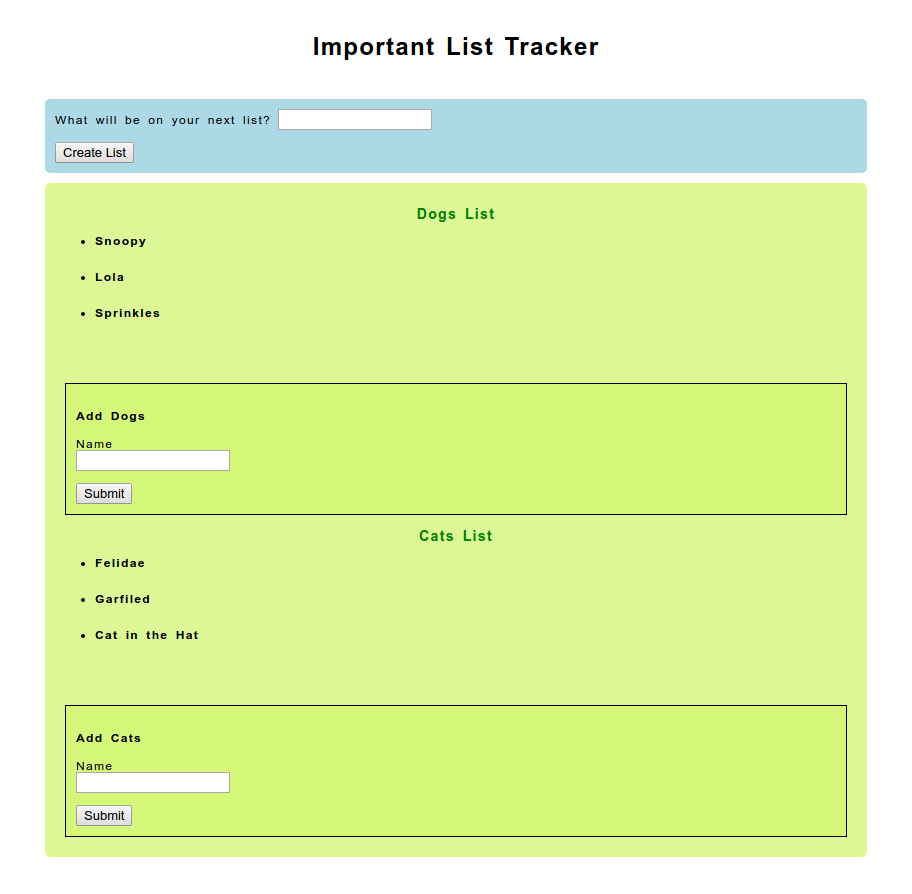 Important List Tracker
What will be on your next list?
Create List
Dogs List
Snoopy
Lola
Sprinkles
Add Dogs
Name
Submit
Cats List
Felidae
Garfiled
Cat in the Hat
Add Cats
Name
Submit